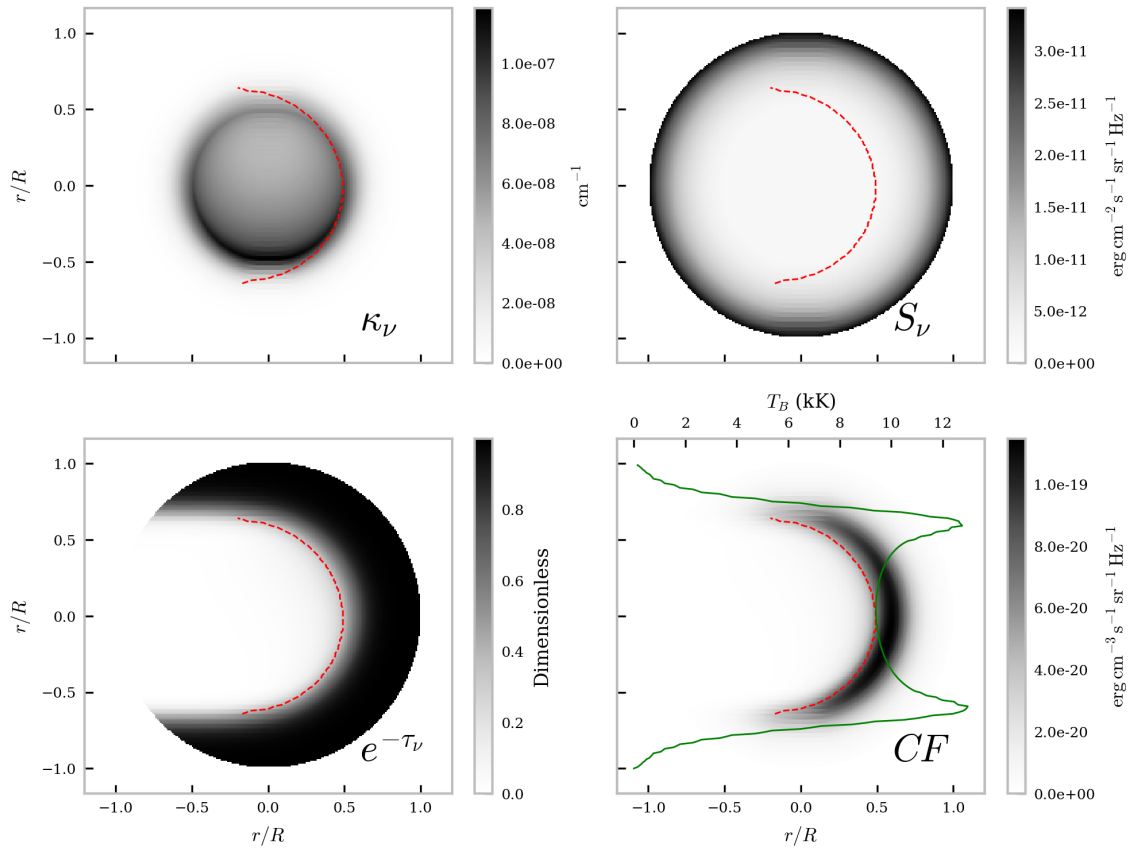 1.0
0.5
0.0
−0.5
−1.0
r/R
κ_ν
1.0e-07
8.0e-08
6.0e-08
4.0e-08
2.0e-08
0.0e+00
cm⁻¹
S_ν
3.0e-11
2.5e-11
2.0e-11
1.5e-11
1.0e-11
5.0e-12
0.0e+00
erg cm⁻² s⁻¹ sr⁻¹ Hz⁻¹
1.0
0.5
0.0
−0.5
−1.0
r/R
−1.0 −0.5 0.0 0.5 1.0
r/R
e^{−τ_ν}
0.8
0.6
0.4
0.2
0.0
Dimensionless
T_B (kK)
0 2 4 6 8 10 12
CF
−1.0 −0.5 0.0 0.5 1.0
r/R
1.0e-19
8.0e-20
6.0e-20
4.0e-20
2.0e-20
0.0e+00
erg cm⁻³ s⁻¹ sr⁻¹ Hz⁻¹